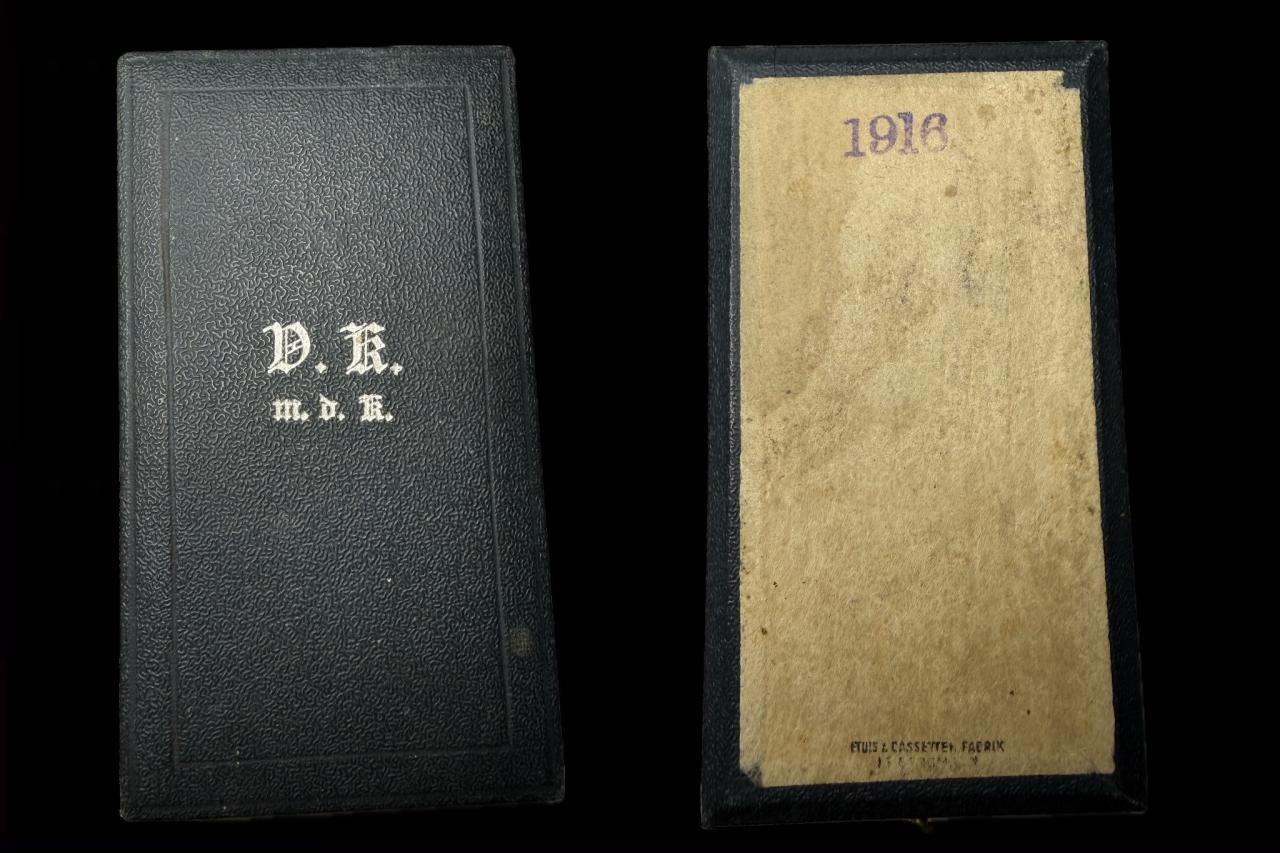 V. K.
m. d. K.
1916
ETUIS & CASSETTEN FABRIK